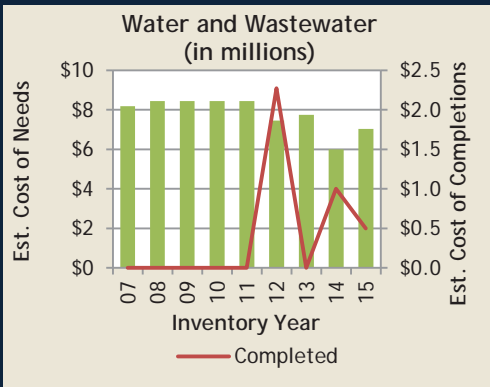 Water and Wastewater
(in millions)
Est. Cost of Needs
$10
$8
$6
$4
$2
$0
$2.5
$2.0
$1.5
$1.0
$0.5
$0.0
Est. Cost of Completions
07 08 09 10 11 12 13 14 15
Inventory Year
Completed